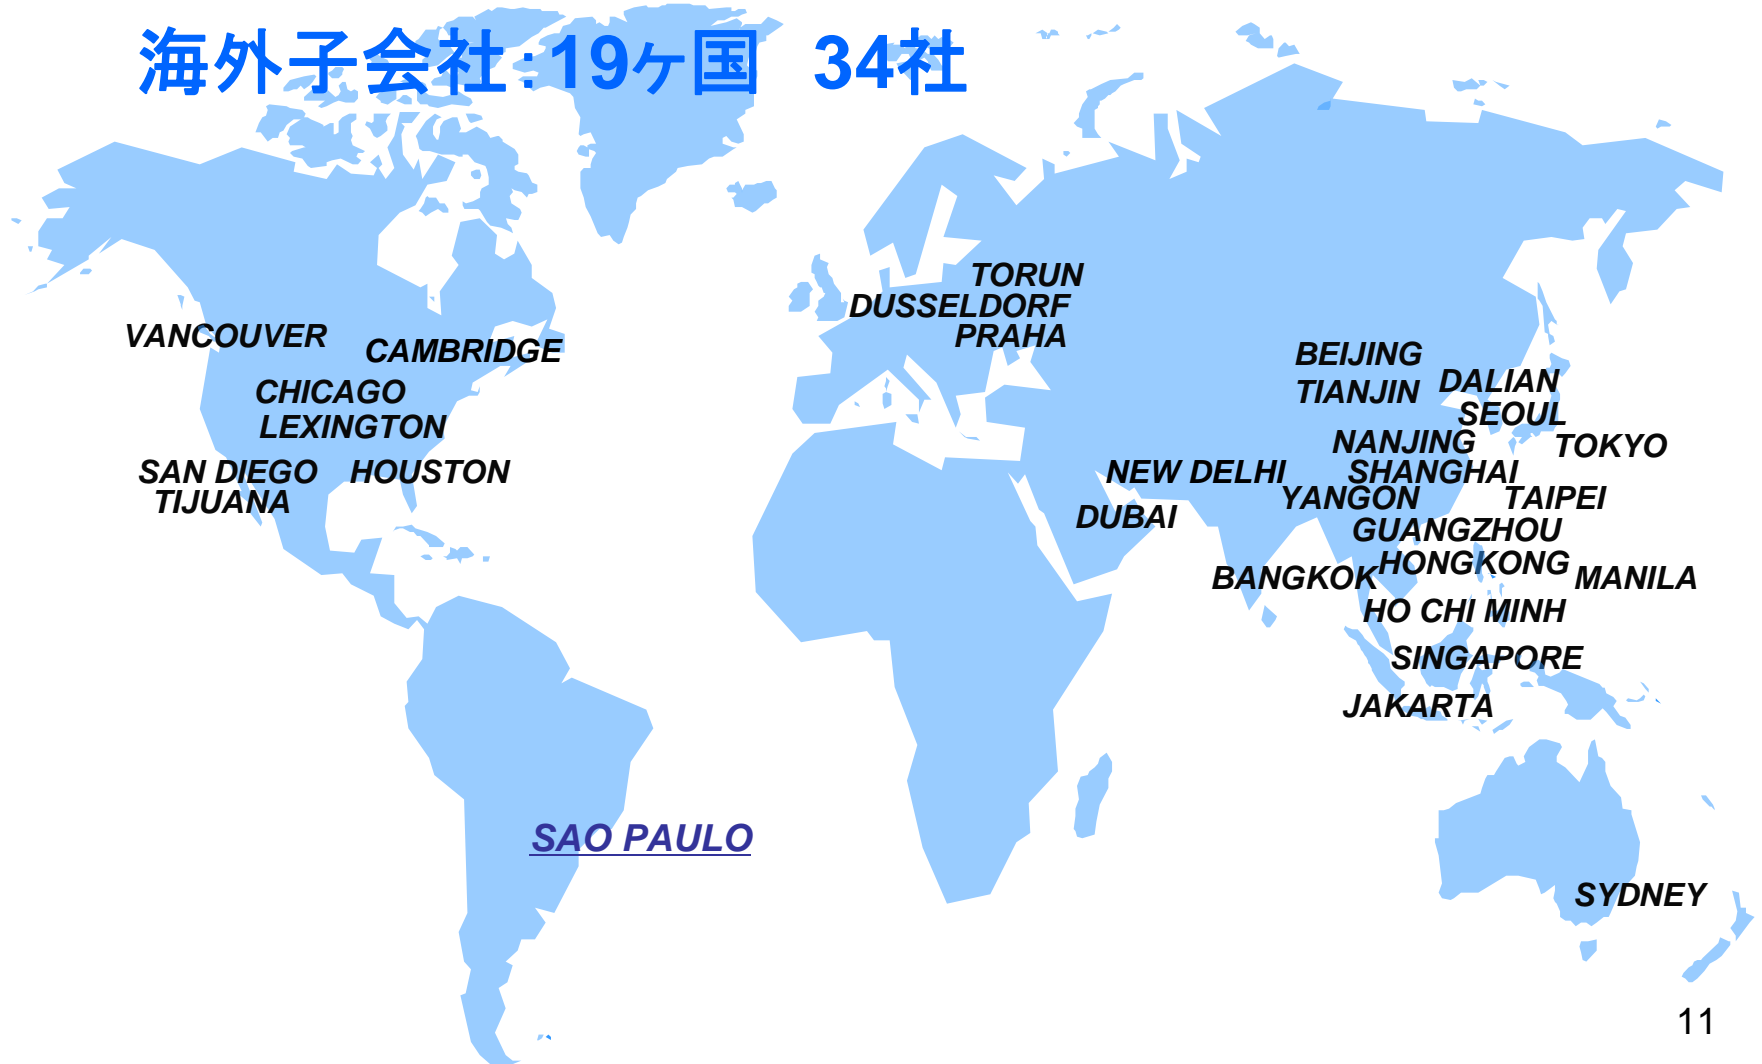 海外子会社:19ヶ国　34社
TORUN
DUSSELDORF
PRAHA
VANCOUVER
CAMBRIDGE
CHICAGO
LEXINGTON
SAN DIEGO
HOUSTON
TIJUANA
BEIJING
TIANJIN
DALIAN
SEOUL
NANJING
TOKYO
NEW DELHI
SHANGHAI
YANGON
TAIPEI
DUBAI
GUANGZHOU
HONGKONG
BANGKOK
MANILA
HO CHI MINH
SINGAPORE
JAKARTA
SAO PAULO
SYDNEY
11